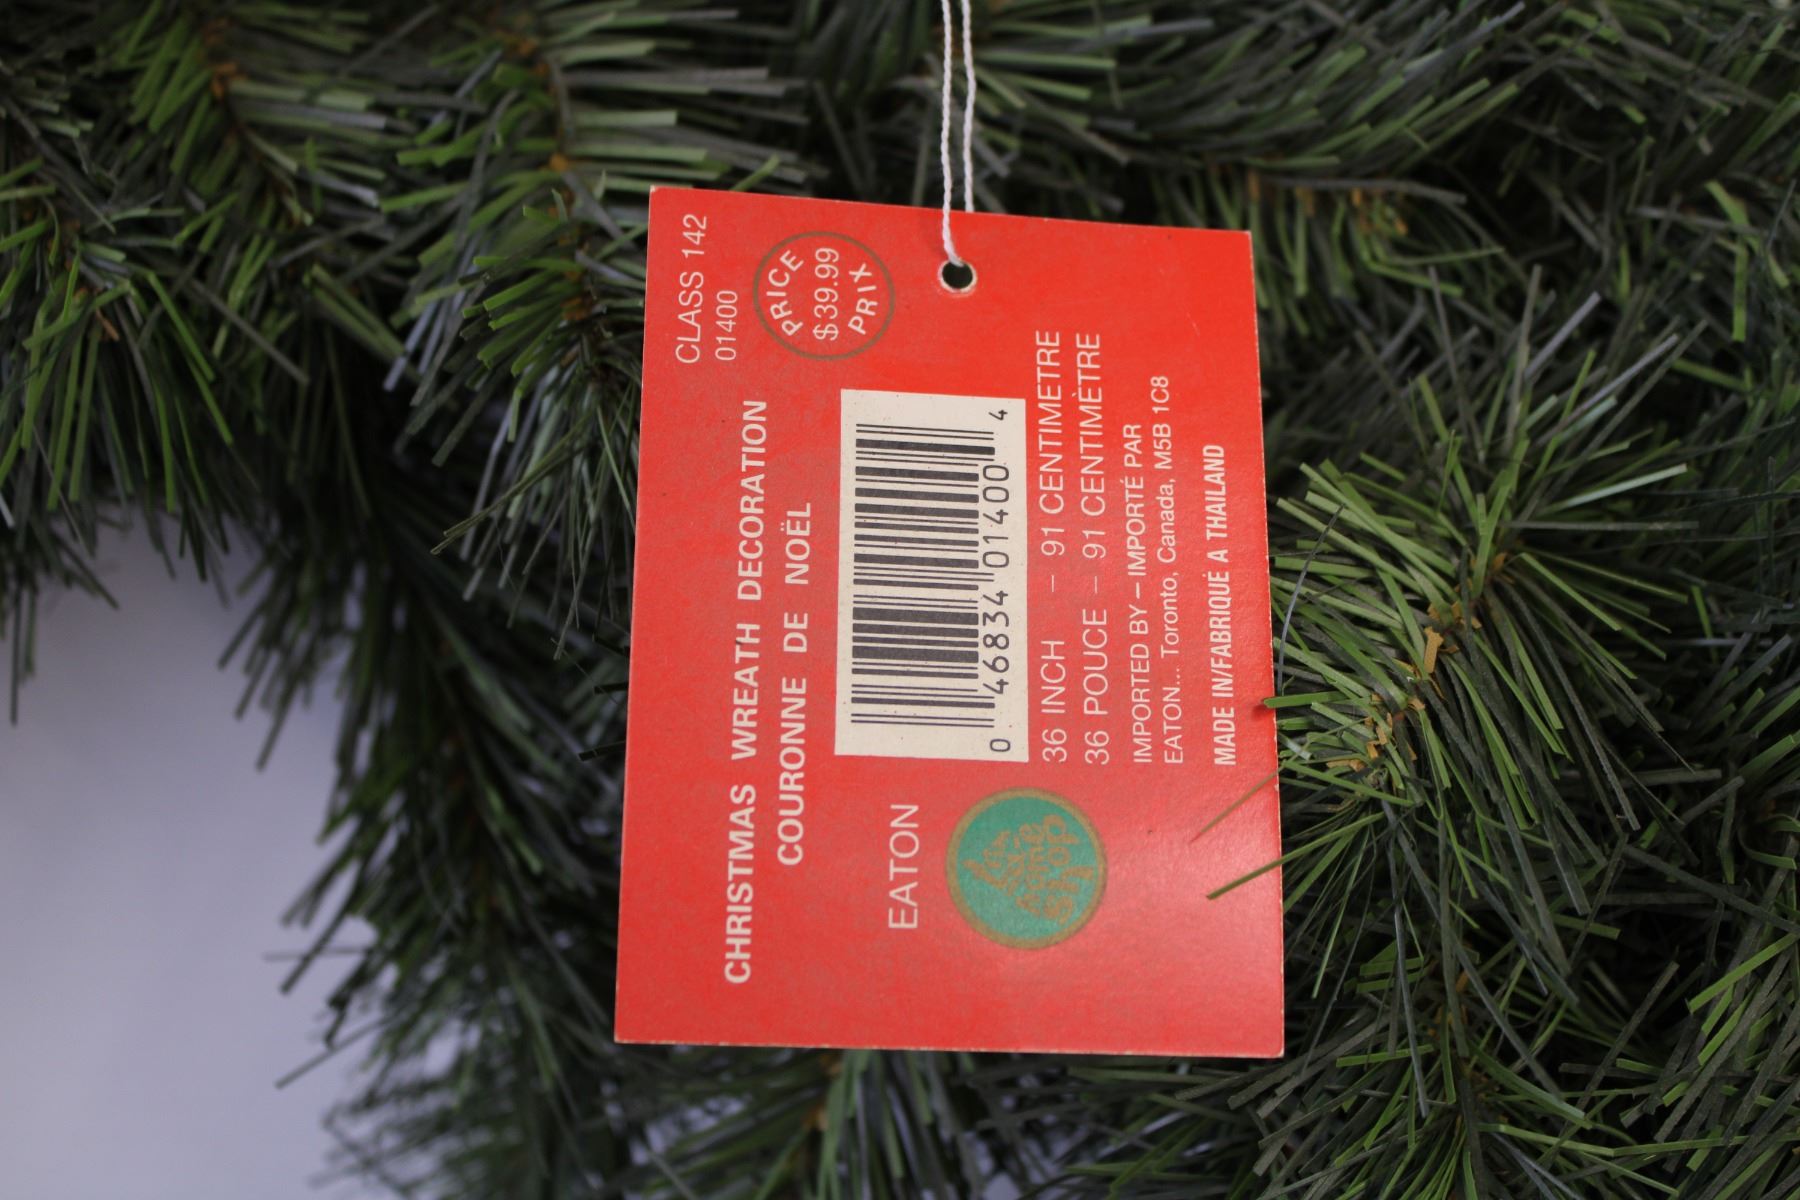 CLASS 142
01400
PRICE
$39.99
PRIX
CHRISTMAS WREATH DECORATION
COURONNE DE NOËL
0 46834 01400 4
36 INCH – 91 CENTIMETRE
36 POUCE – 91 CENTIMÈTRE
IMPORTED BY – IMPORTÉ PAR
EATON... Toronto, Canada, M5B 1C8
MADE IN/FABRIQUÉ A THAILAND
EATON
SHOP